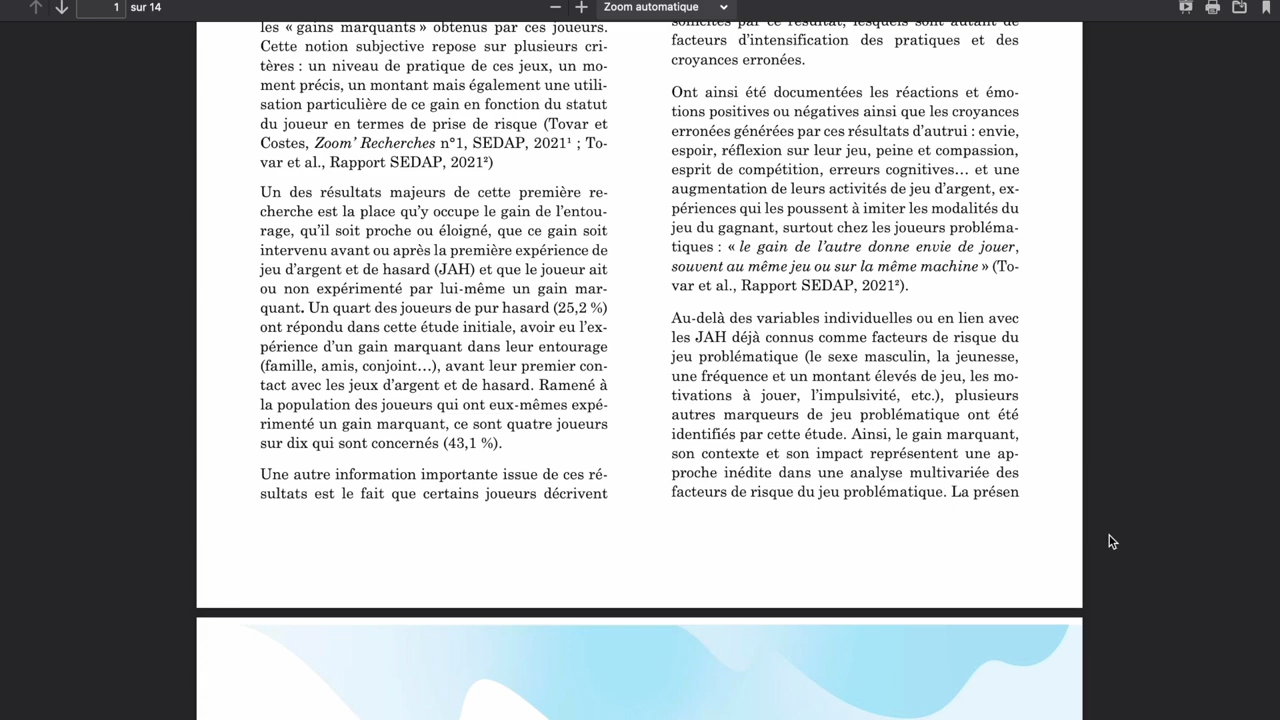 1
sur 14
Zoom automatique
les « gains marquants » obtenus par ces joueurs.
Cette notion subjective repose sur plusieurs cri-
tères : un niveau de pratique de ces jeux, un mo-
ment précis, un montant mais également une utili-
sation particulière de ce gain en fonction du statut
du joueur en termes de prise de risque (Tovar et
Costes, Zoom' Recherches n°1, SEDAP, 2021¹ ; To-
var et al., Rapport SEDAP, 2021²)
Un des résultats majeurs de cette première re-
cherche est la place qu'y occupe le gain de l'entou-
rage, qu'il soit proche ou éloigné, que ce gain soit
intervenu avant ou après la première expérience de
jeu d'argent et de hasard (JAH) et que le joueur ait
ou non expérimenté par lui-même un gain mar-
quant. Un quart des joueurs de pur hasard (25,2 %)
ont répondu dans cette étude initiale, avoir eu l'ex-
périence d'un gain marquant dans leur entourage
(famille, amis, conjoint…), avant leur premier con-
tact avec les jeux d'argent et de hasard. Ramené à
la population des joueurs qui ont eux-mêmes expé-
rimenté un gain marquant, ce sont quatre joueurs
sur dix qui sont concernés (43,1 %).
Une autre information importante issue de ces ré-
sultats est le fait que certains joueurs décrivent
sollicités par ce résultat, lesquels sont autant de
facteurs d'intensification des pratiques et des
croyances erronées.
Ont ainsi été documentées les réactions et émo-
tions positives ou négatives ainsi que les croyances
erronées générées par ces résultats d'autrui : envie,
espoir, réflexion sur leur jeu, peine et compassion,
esprit de compétition, erreurs cognitives… et une
augmentation de leurs activités de jeu d'argent, ex-
périences qui les poussent à imiter les modalités du
jeu du gagnant, surtout chez les joueurs probléma-
tiques : « le gain de l'autre donne envie de jouer,
souvent au même jeu ou sur la même machine » (To-
var et al., Rapport SEDAP, 2021²).
Au-delà des variables individuelles ou en lien avec
les JAH déjà connus comme facteurs de risque du
jeu problématique (le sexe masculin, la jeunesse,
une fréquence et un montant élevés de jeu, les mo-
tivations à jouer, l'impulsivité, etc.), plusieurs
autres marqueurs de jeu problématique ont été
identifiés par cette étude. Ainsi, le gain marquant,
son contexte et son impact représentent une ap-
proche inédite dans une analyse multivariée des
facteurs de risque du jeu problématique. La présen